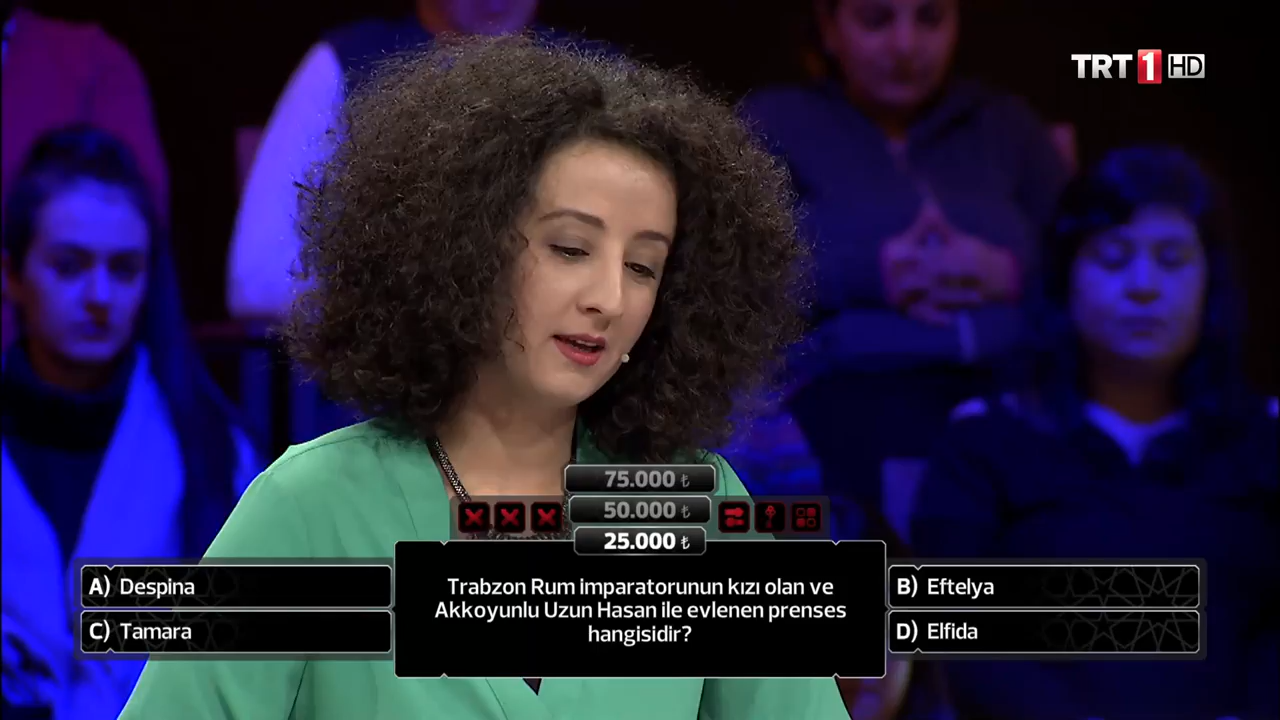 TRT 1 HD
75.000 ₺
50.000 ₺
25.000 ₺
Trabzon Rum imparatorunun kızı olan ve
Akkoyunlu Uzun Hasan ile evlenen prenses
hangisidir?
A) Despina
B) Eftelya
C) Tamara
D) Elfida